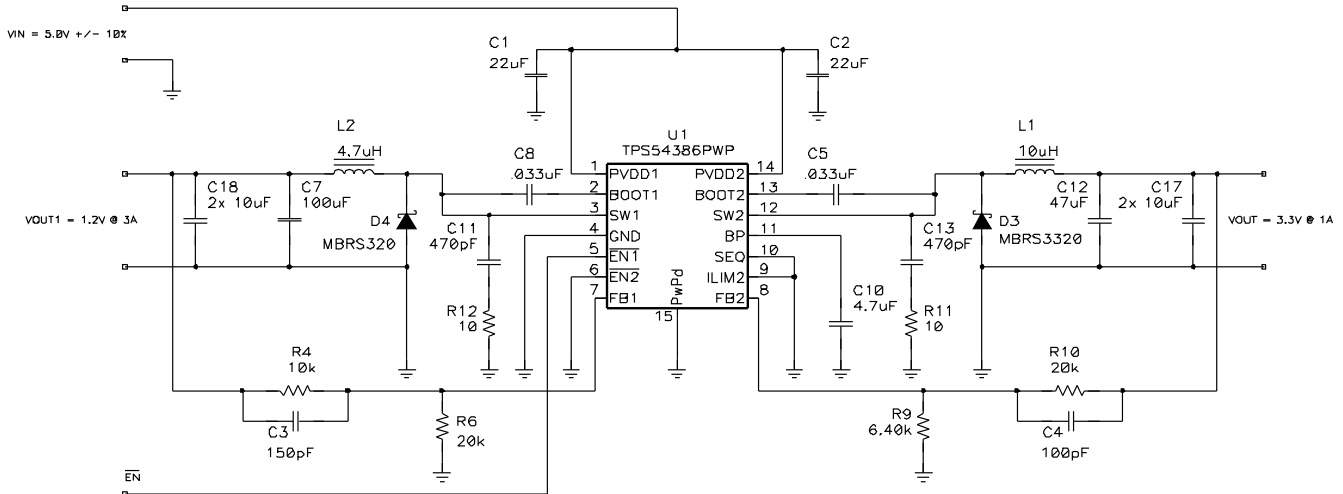 VIN = 5.0V +/- 10%
C1
22uF
C2
22uF
L2
4.7uH
C8
.033uF
U1
TPS54386PWP
C5
.033uF
L1
10uH
1
PVDD1
PVDD2
14
2
BOOT1
BOOT2
13
3
SW1
SW2
12
4
GND
BP
11
5
EN1
SEQ
10
6
EN2
ILIM2
9
7
FB1
FB2
8
PwPd
15
C18
2x 10uF
C7
100uF
VOUT1 = 1.2V @ 3A
D4
MBRS320
C11
470pF
R12
10
C13
470pF
R11
10
C10
4.7uF
D3
MBRS3320
C12
47uF
C17
2x 10uF
VOUT = 3.3V @ 1A
R4
10k
C3
150pF
R6
20k
R9
6.40k
R10
20k
C4
100pF
EN